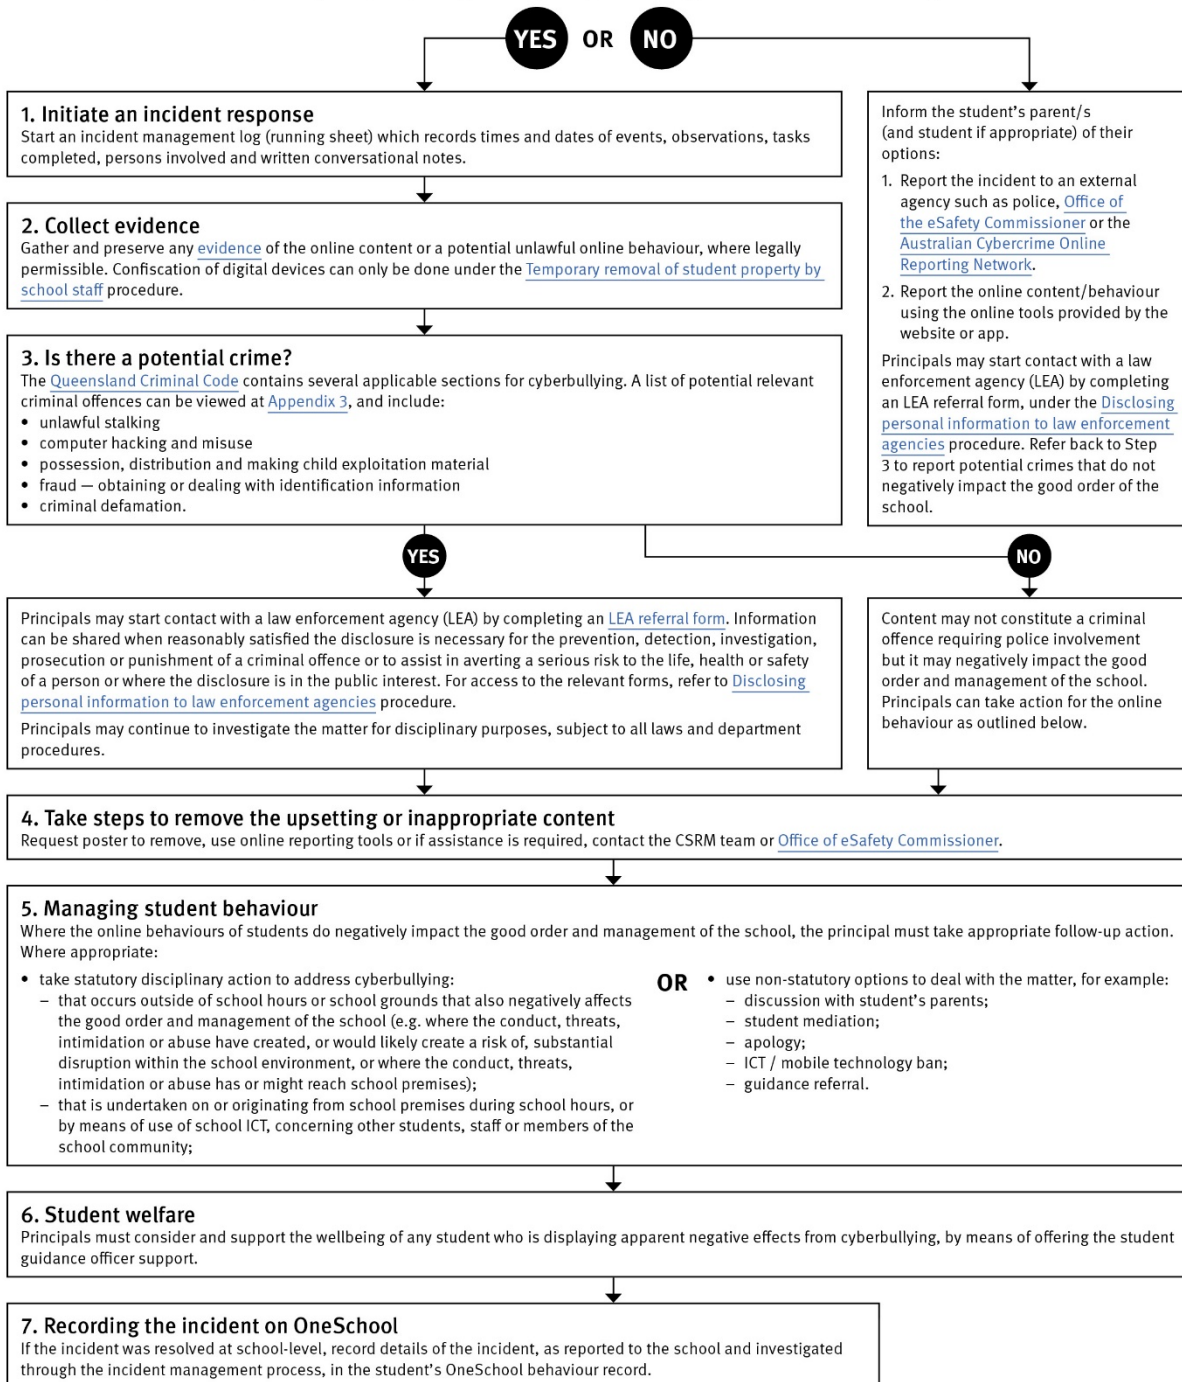 YES OR NO
1. Initiate an incident response
Start an incident management log (running sheet) which records times and dates of events, observations, tasks
completed, persons involved and written conversational notes.
2. Collect evidence
Gather and preserve any evidence of the online content or a potential unlawful online behaviour, where legally
permissible. Confiscation of digital devices can only be done under the Temporary removal of student property by
school staff procedure.
3. Is there a potential crime?
The Queensland Criminal Code contains several applicable sections for cyberbullying. A list of potential relevant
criminal offences can be viewed at Appendix 3, and include:
• unlawful stalking
• computer hacking and misuse
• possession, distribution and making child exploitation material
• fraud — obtaining or dealing with identification information
• criminal defamation.
Inform the student's parent/s
(and student if appropriate) of their
options:
1. Report the incident to an external
agency such as police, Office of
the eSafety Commissioner or the
Australian Cybercrime Online
Reporting Network.
2. Report the online content/behaviour
using the online tools provided by the
website or app.
Principals may start contact with a law
enforcement agency (LEA) by completing
an LEA referral form, under the Disclosing
personal information to law enforcement
agencies procedure. Refer back to Step
3 to report potential crimes that do not
negatively impact the good order of the
school.
YES
NO
Principals may start contact with a law enforcement agency (LEA) by completing an LEA referral form. Information
can be shared when reasonably satisfied the disclosure is necessary for the prevention, detection, investigation,
prosecution or punishment of a criminal offence or to assist in averting a serious risk to the life, health or safety
of a person or where the disclosure is in the public interest. For access to the relevant forms, refer to Disclosing
personal information to law enforcement agencies procedure.
Principals may continue to investigate the matter for disciplinary purposes, subject to all laws and department
procedures.
Content may not constitute a criminal
offence requiring police involvement
but it may negatively impact the good
order and management of the school.
Principals can take action for the online
behaviour as outlined below.
4. Take steps to remove the upsetting or inappropriate content
Request poster to remove, use online reporting tools or if assistance is required, contact the CSRM team or Office of eSafety Commissioner.
5. Managing student behaviour
Where the online behaviours of students do negatively impact the good order and management of the school, the principal must take appropriate follow-up action.
Where appropriate:
• take statutory disciplinary action to address cyberbullying:
– that occurs outside of school hours or school grounds that also negatively affects
the good order and management of the school (e.g. where the conduct, threats,
intimidation or abuse have created, or would likely create a risk of, substantial
disruption within the school environment, or where the conduct, threats,
intimidation or abuse has or might reach school premises);
– that is undertaken on or originating from school premises during school hours, or
by means of use of school ICT, concerning other students, staff or members of the
school community;
OR
• use non-statutory options to deal with the matter, for example:
– discussion with student's parents;
– student mediation;
– apology;
– ICT / mobile technology ban;
– guidance referral.
6. Student welfare
Principals must consider and support the wellbeing of any student who is displaying apparent negative effects from cyberbullying, by means of offering the student
guidance officer support.
7. Recording the incident on OneSchool
If the incident was resolved at school-level, record details of the incident, as reported to the school and investigated
through the incident management process, in the student's OneSchool behaviour record.